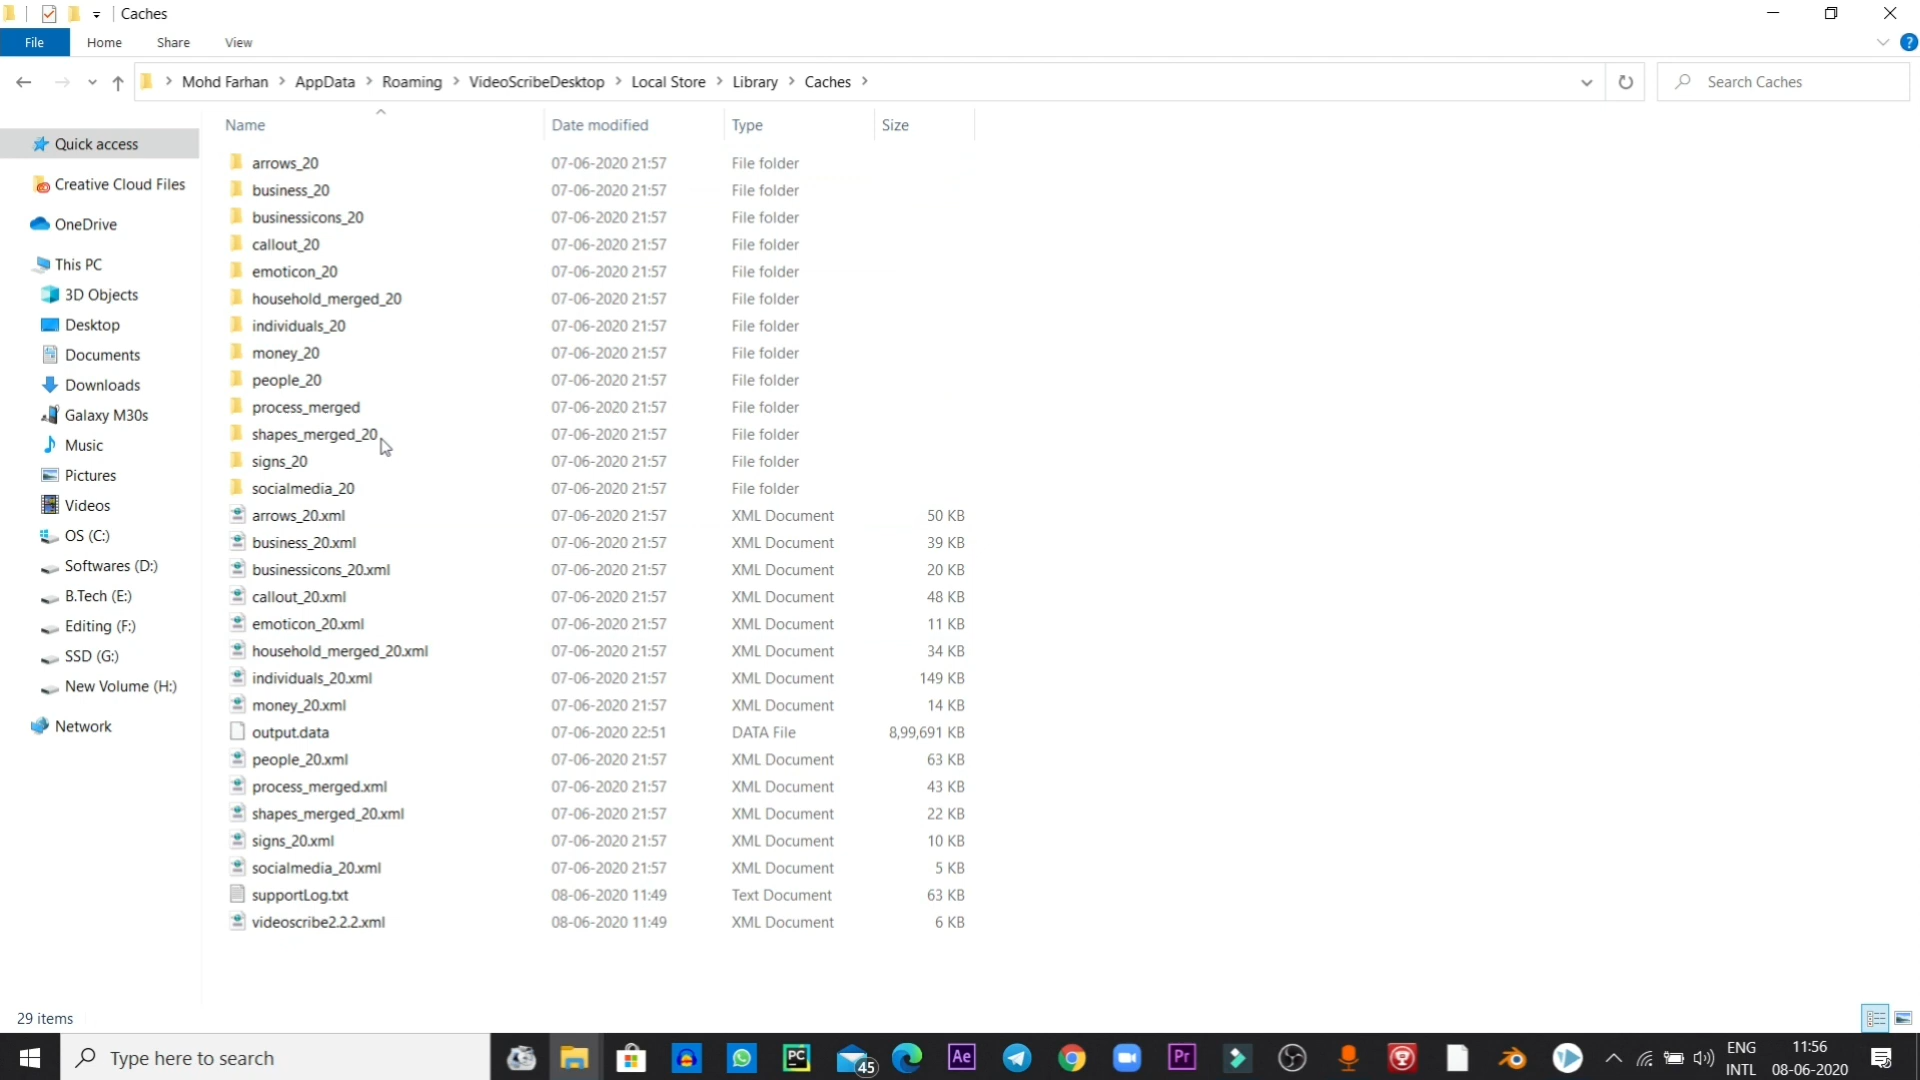 Caches
File Home Share View
Mohd Farhan AppData Roaming VideoScribeDesktop Local Store Library Caches
Search Caches
Name Date modified Type Size
Quick access
Creative Cloud Files
OneDrive
This PC
3D Objects
Desktop
Documents
Downloads
Galaxy M30s
Music
Pictures
Videos
OS (C:)
Softwares (D:)
B.Tech (E:)
Editing (F:)
SSD (G:)
New Volume (H:)
Network
arrows_20 07-06-2020 21:57 File folder
business_20 07-06-2020 21:57 File folder
businessicons_20 07-06-2020 21:57 File folder
callout_20 07-06-2020 21:57 File folder
emoticon_20 07-06-2020 21:57 File folder
household_merged_20 07-06-2020 21:57 File folder
individuals_20 07-06-2020 21:57 File folder
money_20 07-06-2020 21:57 File folder
people_20 07-06-2020 21:57 File folder
process_merged 07-06-2020 21:57 File folder
shapes_merged_20 07-06-2020 21:57 File folder
signs_20 07-06-2020 21:57 File folder
socialmedia_20 07-06-2020 21:57 File folder
arrows_20.xml 07-06-2020 21:57 XML Document 50 KB
business_20.xml 07-06-2020 21:57 XML Document 39 KB
businessicons_20.xml 07-06-2020 21:57 XML Document 20 KB
callout_20.xml 07-06-2020 21:57 XML Document 48 KB
emoticon_20.xml 07-06-2020 21:57 XML Document 11 KB
household_merged_20.xml 07-06-2020 21:57 XML Document 34 KB
individuals_20.xml 07-06-2020 21:57 XML Document 149 KB
money_20.xml 07-06-2020 21:57 XML Document 14 KB
output.data 07-06-2020 22:51 DATA File 8,99,691 KB
people_20.xml 07-06-2020 21:57 XML Document 63 KB
process_merged.xml 07-06-2020 21:57 XML Document 43 KB
shapes_merged_20.xml 07-06-2020 21:57 XML Document 22 KB
signs_20.xml 07-06-2020 21:57 XML Document 10 KB
socialmedia_20.xml 07-06-2020 21:57 XML Document 5 KB
supportLog.txt 08-06-2020 11:49 Text Document 63 KB
videoscribe2.2.2.xml 08-06-2020 11:49 XML Document 6 KB
29 items
Type here to search
PC
45
Ae
Pr
ENG
INTL
11:56
08-06-2020